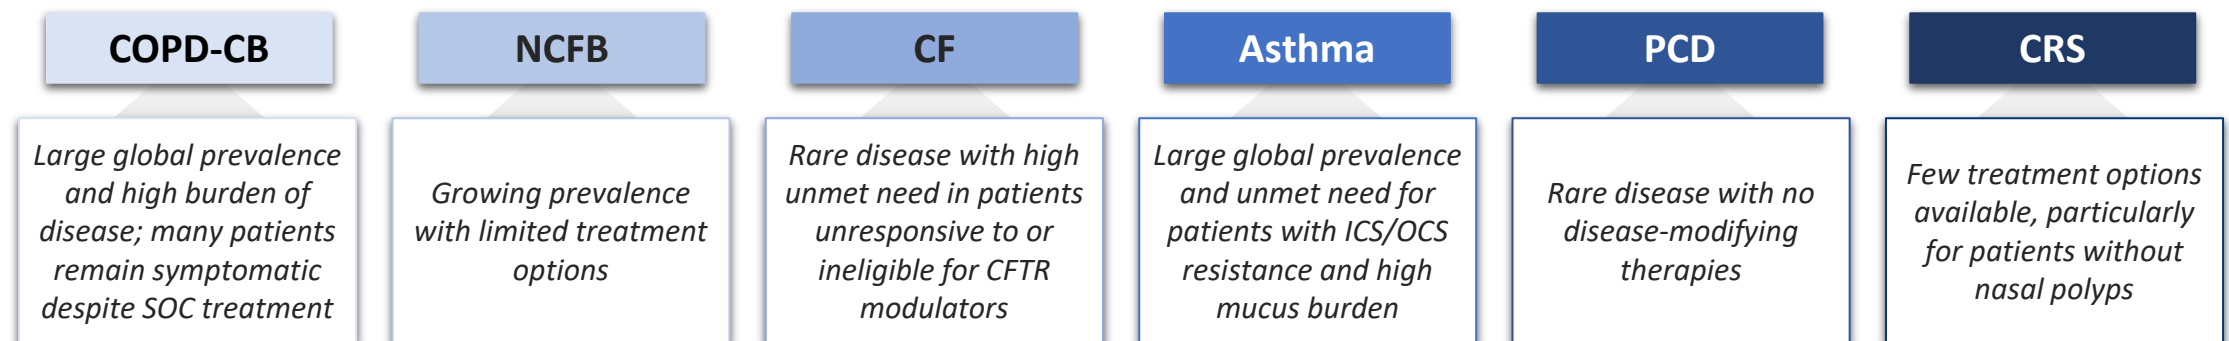 COPD-CB
Large global prevalence
and high burden of
disease; many patients
remain symptomatic
despite SOC treatment
NCFB
Growing prevalence
with limited treatment
options
CF
Rare disease with high
unmet need in patients
unresponsive to or
ineligible for CFTR
modulators
Asthma
Large global prevalence
and unmet need for
patients with ICS/OCS
resistance and high
mucus burden
PCD
Rare disease with no
disease-modifying
therapies
CRS
Few treatment options
available, particularly
for patients without
nasal polyps